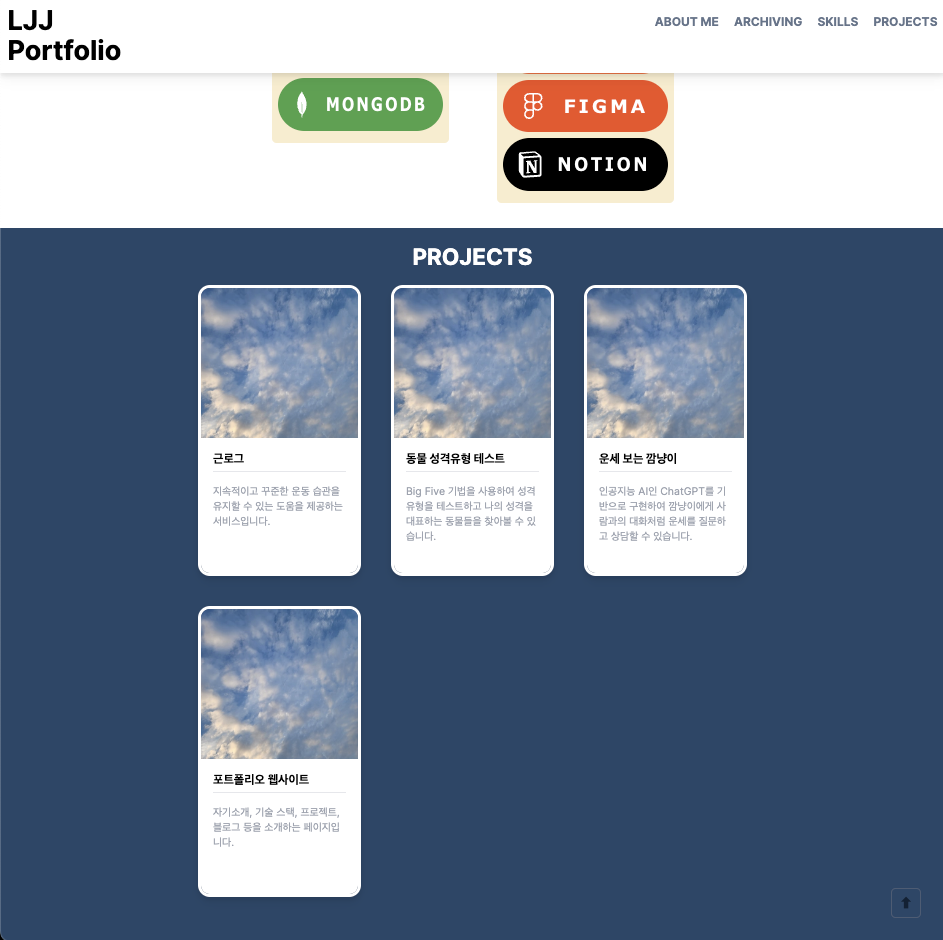 LJJ
Portfolio
ABOUT ME
ARCHIVING
SKILLS
PROJECTS
MONGODB
FIGMA
NOTION
PROJECTS
근로그
지속적이고 꾸준한 운동 습관을
유지할 수 있는 도움을 제공하는
서비스입니다.
동물 성격유형 테스트
Big Five 기법을 사용하여 성격
유형을 테스트하고 나의 성격을
대표하는 동물들을 찾아볼 수 있
습니다.
운세 보는 깜냥이
인공지능 AI인 ChatGPT를 기
반으로 구현하여 깜냥이에게 사
람과의 대화처럼 운세를 질문하
고 상담할 수 있습니다.
포트폴리오 웹사이트
자기소개, 기술 스택, 프로젝트,
블로그 등을 소개하는 페이지입
니다.